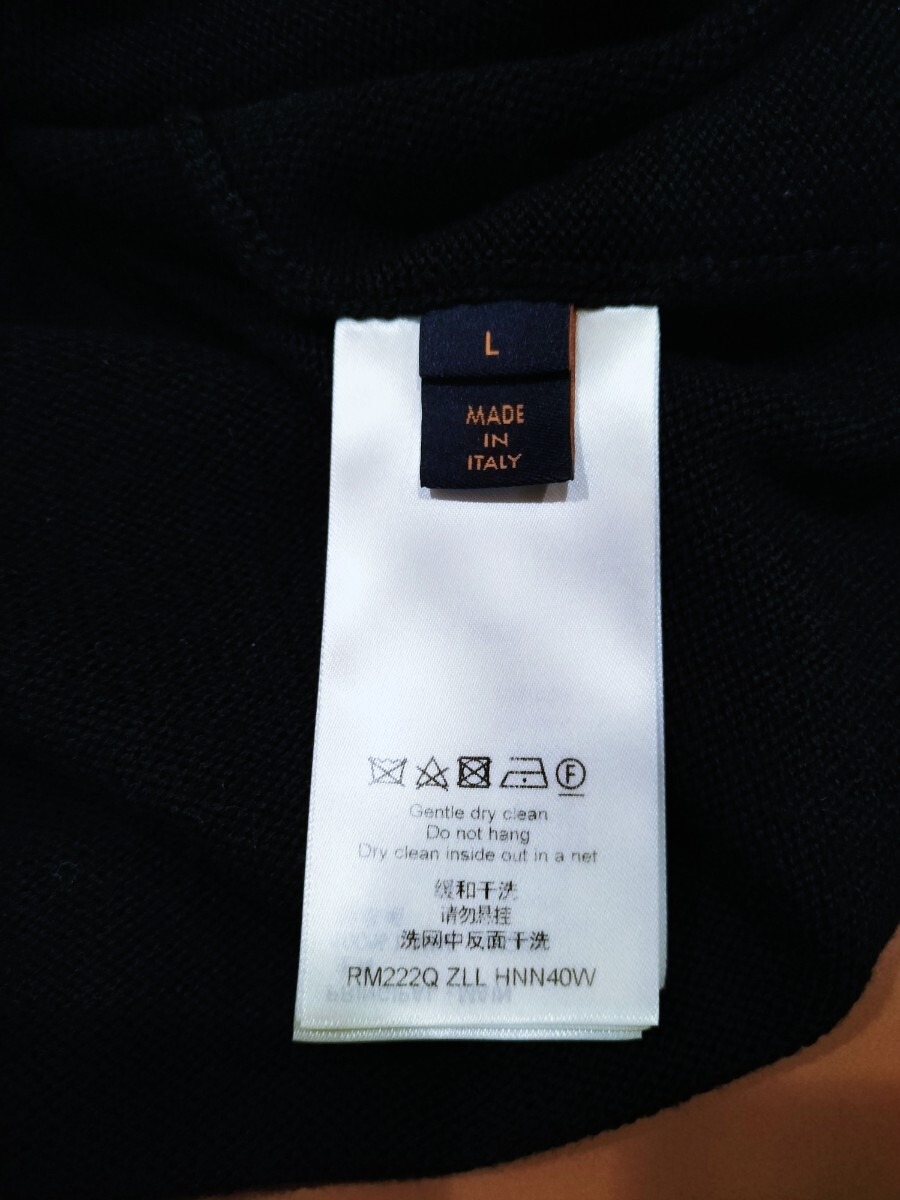 L
MADE
IN
ITALY
F
Gentle dry clean
Do not hang
Dry clean inside out in a net
缓和干洗
请勿悬挂
洗网中反面干洗
RM222Q ZLL HNN40W